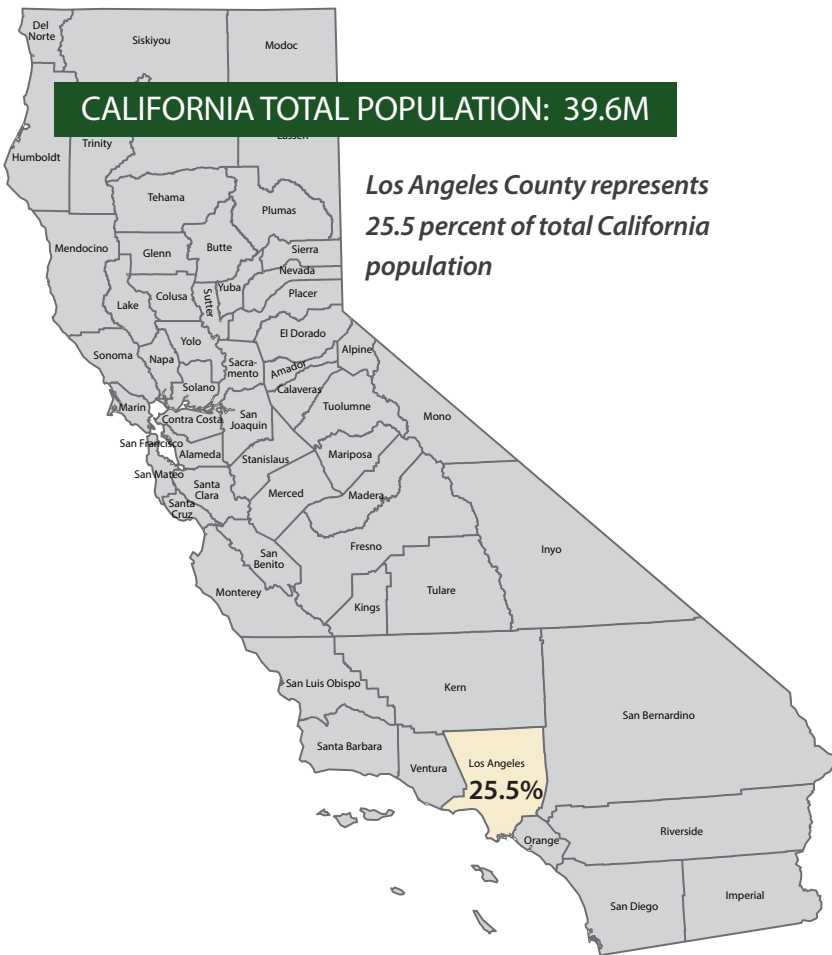 Del
Norte
Siskiyou
Modoc
CALIFORNIA TOTAL POPULATION: 39.6M
Trinity
Humboldt
Los Angeles County represents
25.5 percent of total California
population
Tehama
Plumas
Mendocino
Glenn
Butte
Sierra
Nevada
Placer
Yuba
Sutter
Colusa
Lake
Yolo
El Dorado
Alpine
Sonoma
Napa
Sacra-
mento
Amador
Solano
Calaveras
Marin
Contra Costa
San
Joaquin
Tuolumne
Mono
San Francisco
Alameda
Stanislaus
Mariposa
San Mateo
Santa
Clara
Merced
Madera
Santa
Cruz
Fresno
Inyo
San
Benito
Monterey
Kings
Tulare
San Luis Obispo
Kern
San Bernardino
Santa Barbara
Ventura
Los Angeles
25.5%
Orange
Riverside
San Diego
Imperial